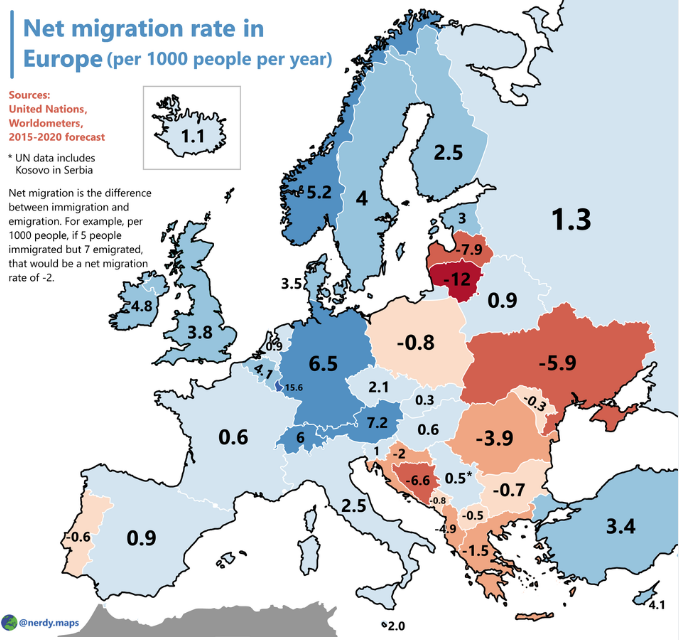 Net migration rate in
Europe (per 1000 people per year)
Sources:
United Nations,
Worldometers,
2015-2020 forecast
* UN data includes
Kosovo in Serbia
Net migration is the difference
between immigration and
emigration. For example, per
1000 people, if 5 people
immigrated but 7 emigrated,
that would be a net migration
rate of -2.
1.1
5.2
4
2.5
1.3
3
-7.9
-12
0.9
3.5
4.8
3.8
0.9
4.1
15.6
6.5
-0.8
-5.9
2.1
0.3
-0.3
0.6
6
7.2
0.6
-3.9
1
-2
-6.6
0.5*
-0.7
-0.8
-0.5
-4.9
-1.5
-0.6
0.9
2.5
3.4
4.1
2.0
@nerdy.maps